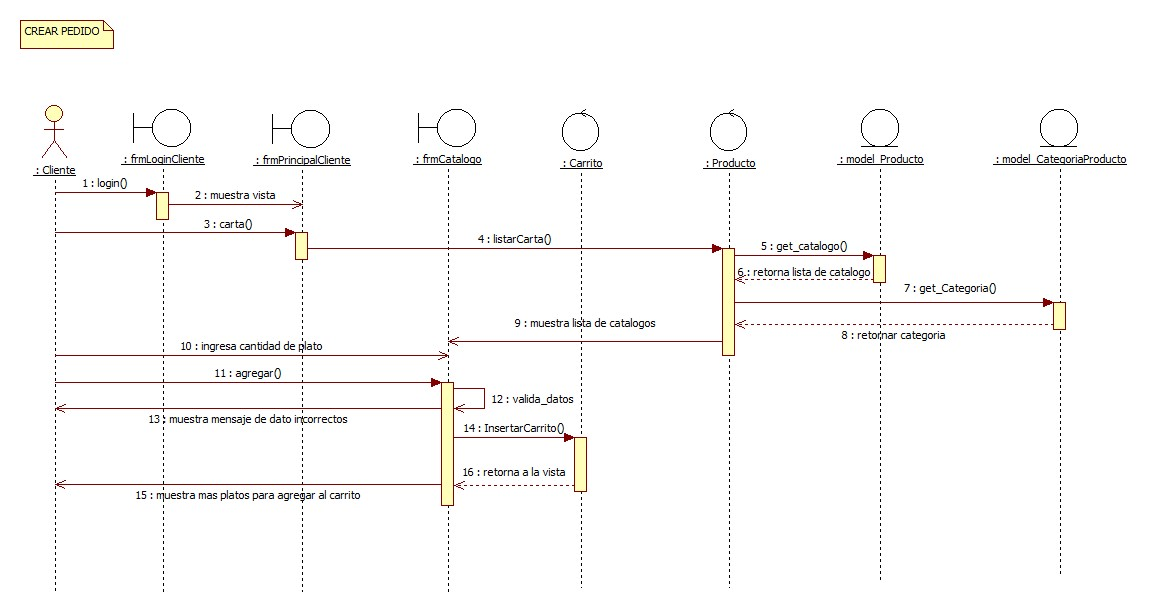 CREAR PEDIDO
: Cliente
: frmLoginCliente
: frmPrincipalCliente
: frmCatalogo
: Carrito
: Producto
: model_Producto
: model_CategoriaProducto
1 : login()
2 : muestra vista
3 : carta()
4 : listarCarta()
5 : get_catalogo()
6 : retorna lista de catalogo
7 : get_Categoria()
8 : retornar categoria
9 : muestra lista de catalogos
10 : ingresa cantidad de plato
11 : agregar()
12 : valida_datos
13 : muestra mensaje de dato incorrectos
14 : InsertarCarrito()
16 : retorna a la vista
15 : muestra mas platos para agregar al carrito